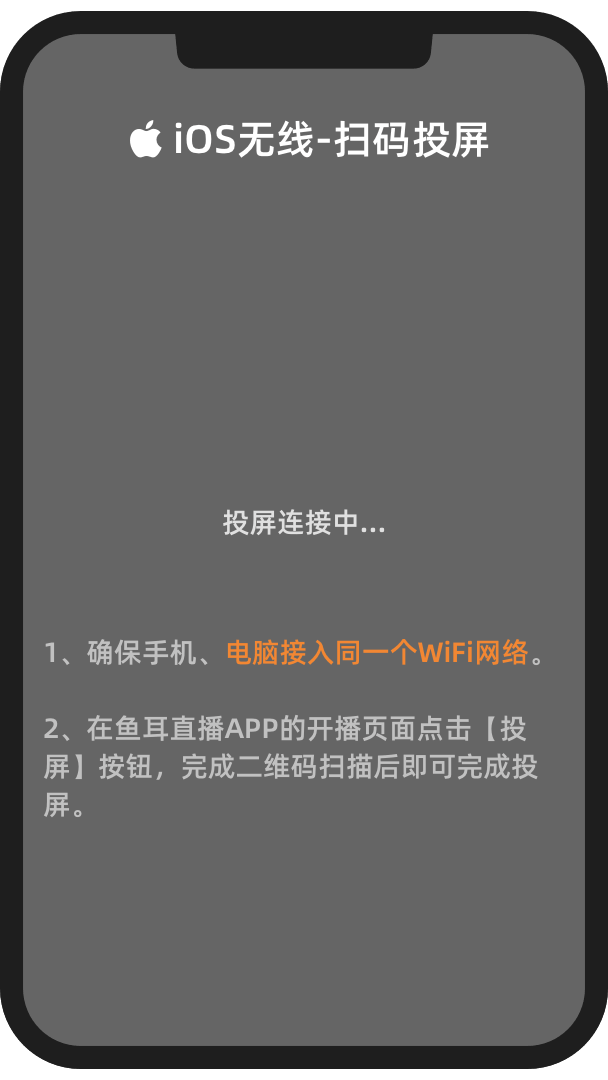 iOS无线-扫码投屏
投屏连接中...
1、确保手机、电脑接入同一个WiFi网络。
2、在鱼耳直播APP的开播页面点击【投
屏】按钮，完成二维码扫描后即可完成投
屏。